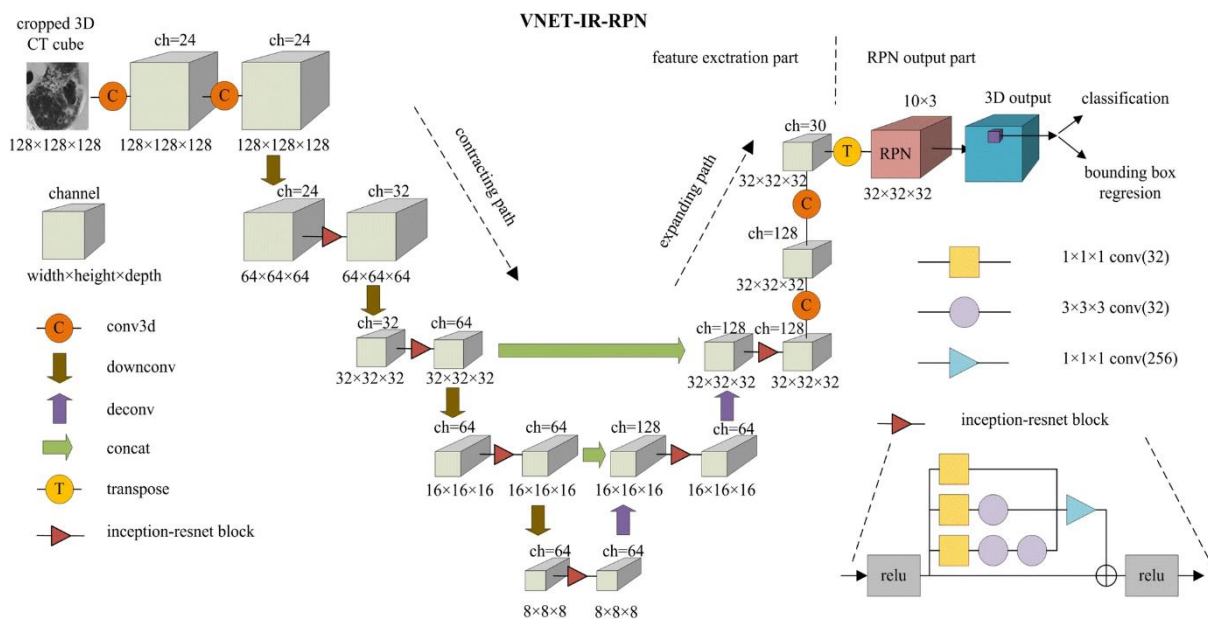 VNET-IR-RPN
cropped 3D
CT cube
ch=24
ch=24
feature exctration part
RPN output part
C
C
128×128×128
128×128×128
128×128×128
contracting path
expanding path
10×3
3D output
classification
ch=30
T
RPN
bounding box
regresion
32×32×32
32×32×32
channel
width×height×depth
ch=24
ch=32
64×64×64
64×64×64
C
ch=128
32×32×32
C
1×1×1 conv(32)
3×3×3 conv(32)
1×1×1 conv(256)
C
conv3d
downconv
deconv
concat
T
transpose
inception-resnet block
ch=32
ch=64
32×32×32
32×32×32
ch=128
ch=128
32×32×32
32×32×32
ch=64
ch=64
ch=128
ch=64
16×16×16
16×16×16
16×16×16
16×16×16
ch=64
ch=64
8×8×8
8×8×8
inception-resnet block
relu
relu